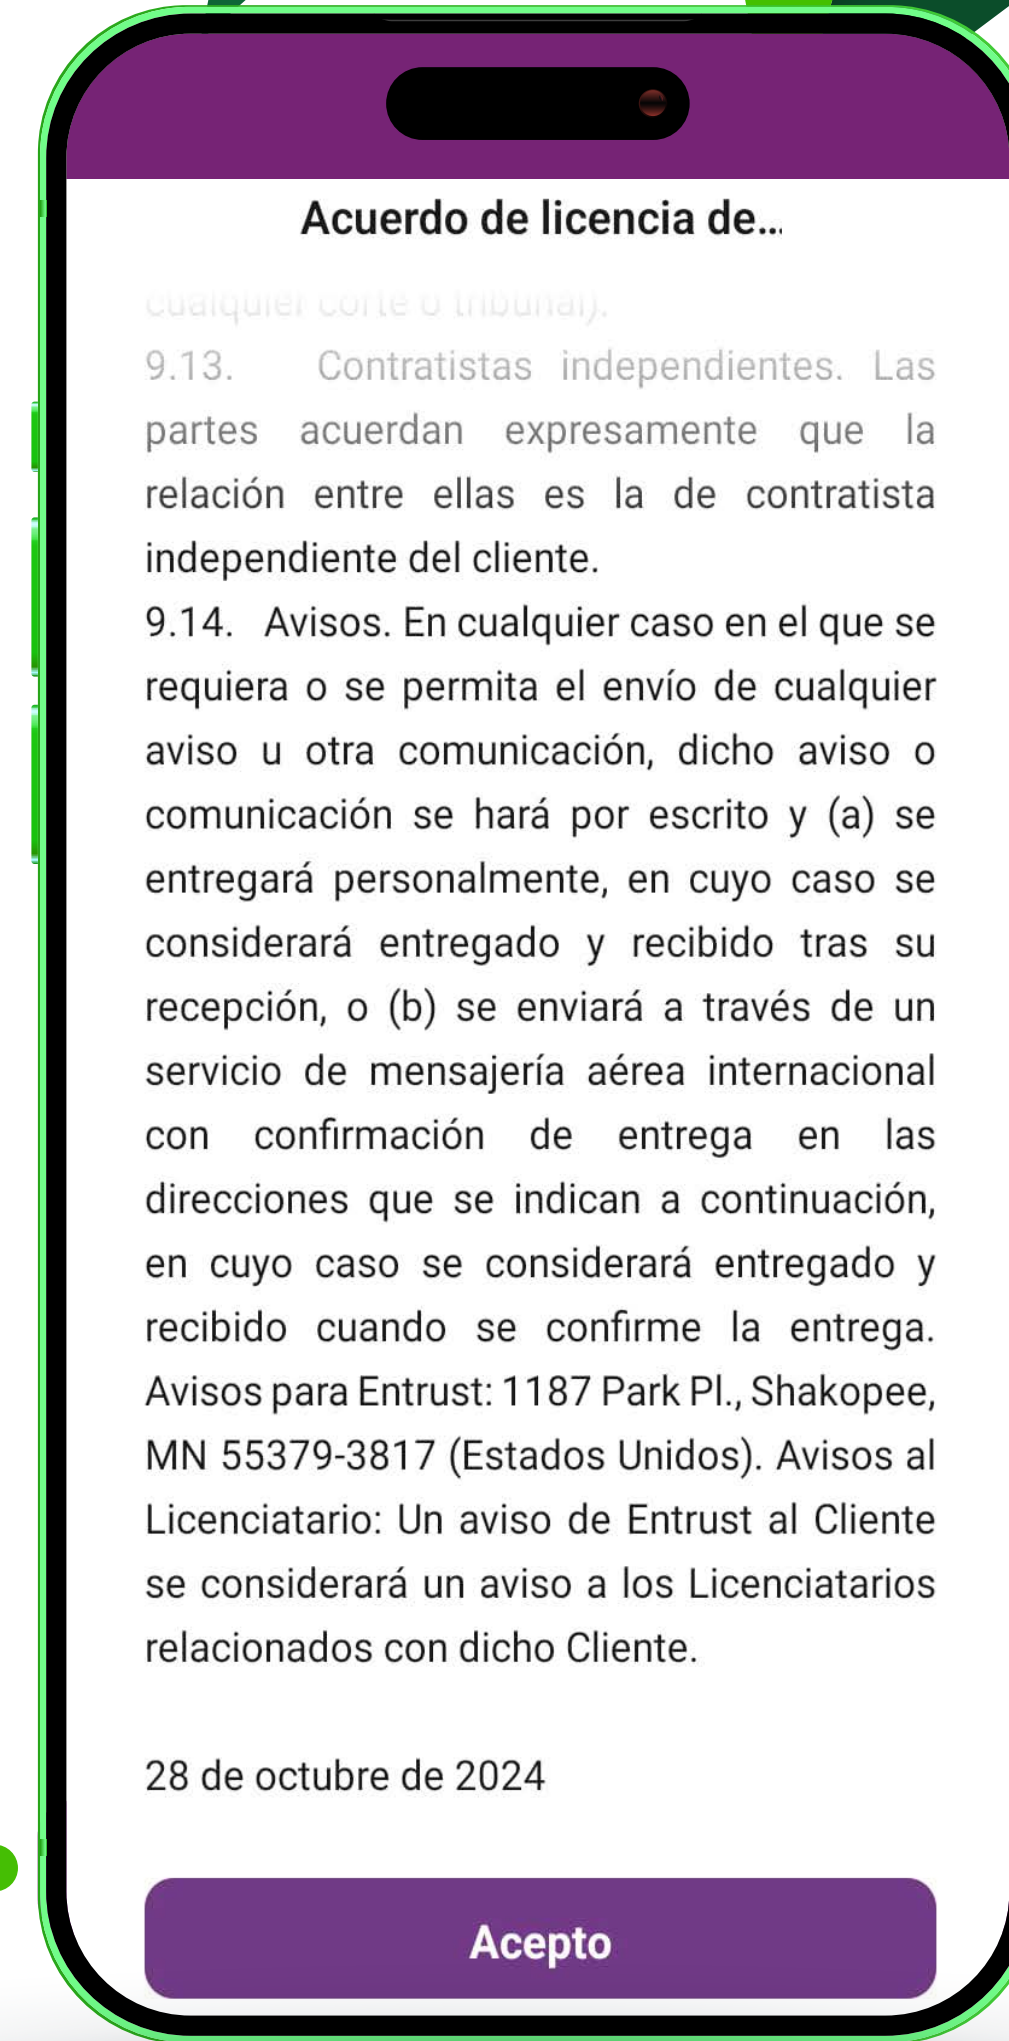 Acuerdo de licencia de...
cualquier corte o tribunal).
9.13. Contratistas independientes. Las
partes acuerdan expresamente que la
relación entre ellas es la de contratista
independiente del cliente.
9.14. Avisos. En cualquier caso en el que se
requiera o se permita el envío de cualquier
aviso u otra comunicación, dicho aviso o
comunicación se hará por escrito y (a) se
entregará personalmente, en cuyo caso se
considerará entregado y recibido tras su
recepción, o (b) se enviará a través de un
servicio de mensajería aérea internacional
con confirmación de entrega en las
direcciones que se indican a continuación,
en cuyo caso se considerará entregado y
recibido cuando se confirme la entrega.
Avisos para Entrust: 1187 Park Pl., Shakopee,
MN 55379-3817 (Estados Unidos). Avisos al
Licenciatario: Un aviso de Entrust al Cliente
se considerará un aviso a los Licenciatarios
relacionados con dicho Cliente.
28 de octubre de 2024
Acepto